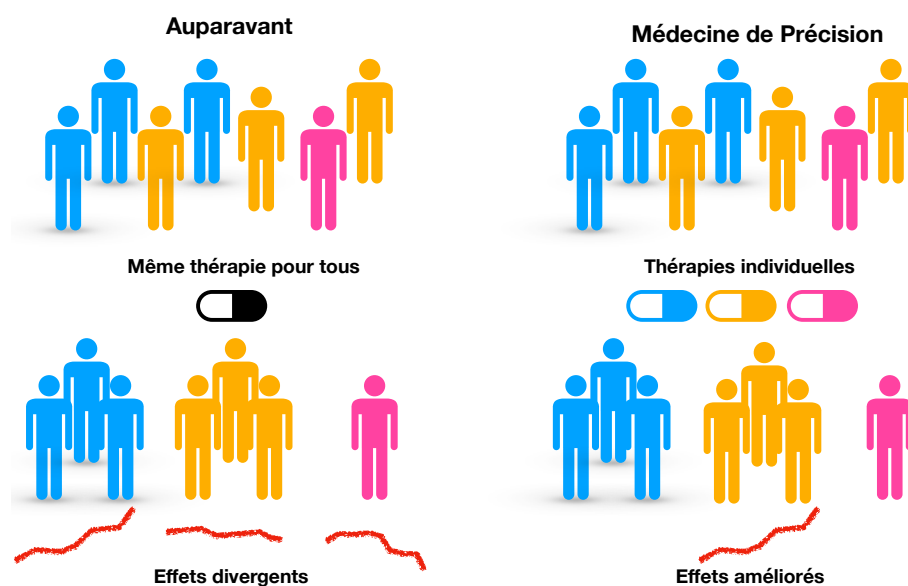 Auparavant
Médecine de Précision
Même thérapie pour tous
Thérapies individuelles
Effets divergents
Effets améliorés